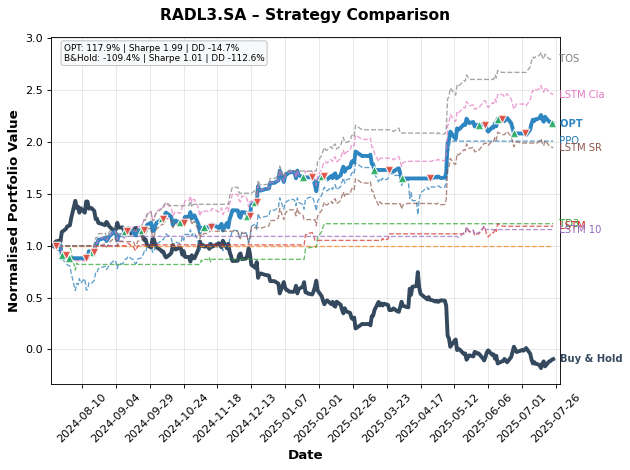 RADL3.SA – Strategy Comparison
OPT: 117.9% | Sharpe 1.99 | DD -14.7%
B&Hold: -109.4% | Sharpe 1.01 | DD -112.6%
Normalised Portfolio Value
3.0
2.5
2.0
1.5
1.0
0.5
0.0
TOS
LSTM Cla
OPT
PPO
LSTM SR
LSTM 10
Buy & Hold
2024-08-10
2024-09-04
2024-09-29
2024-10-24
2024-11-18
2024-12-13
2025-01-07
2025-02-01
2025-02-26
2025-03-23
2025-04-17
2025-05-12
2025-06-06
2025-07-01
2025-07-26
Date